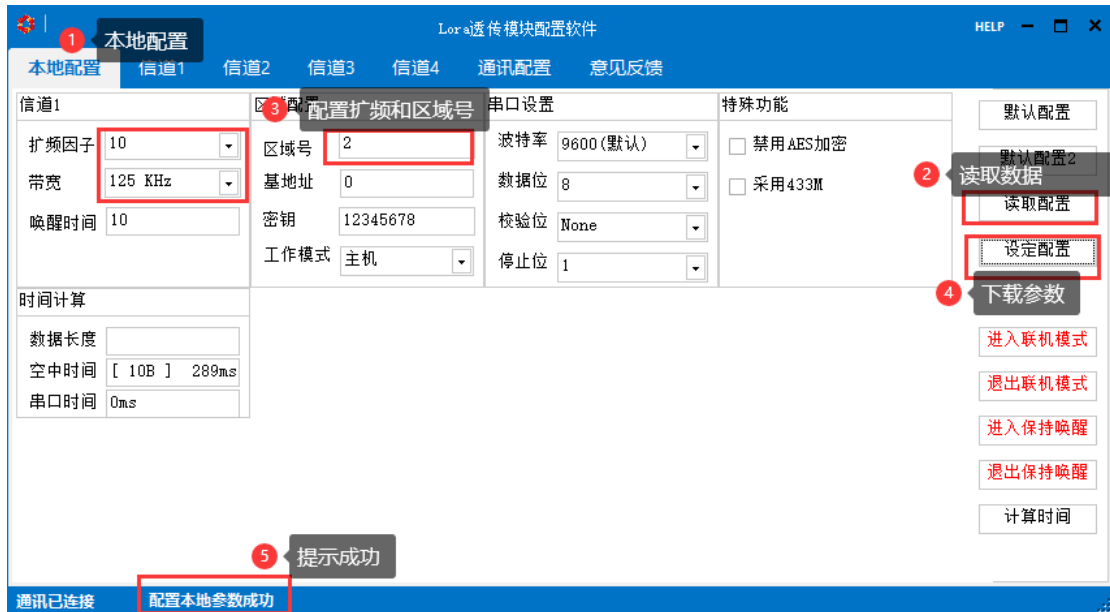 Lora透传模块配置软件
HELP
1 本地配置
本地配置 信道1 信道2 信道3 信道4 通讯配置 意见反馈
信道1
扩频因子 10
带宽 125 KHz
唤醒时间 10
3 配置扩频和区域号
区域号 2
基地址 0
密钥 12345678
工作模式 主机
串口设置
波特率 9600(默认)
数据位 8
校验位 None
停止位 1
特殊功能
禁用AES加密
采用433M
默认配置
默认配置2
2 读取数据
读取配置
设定配置
4 下载参数
进入联机模式
退出联机模式
进入保持唤醒
退出保持唤醒
计算时间
时间计算
数据长度
空中时间 [ 10B ] 289ms
串口时间 0ms
5 提示成功
通讯已连接 配置本地参数成功